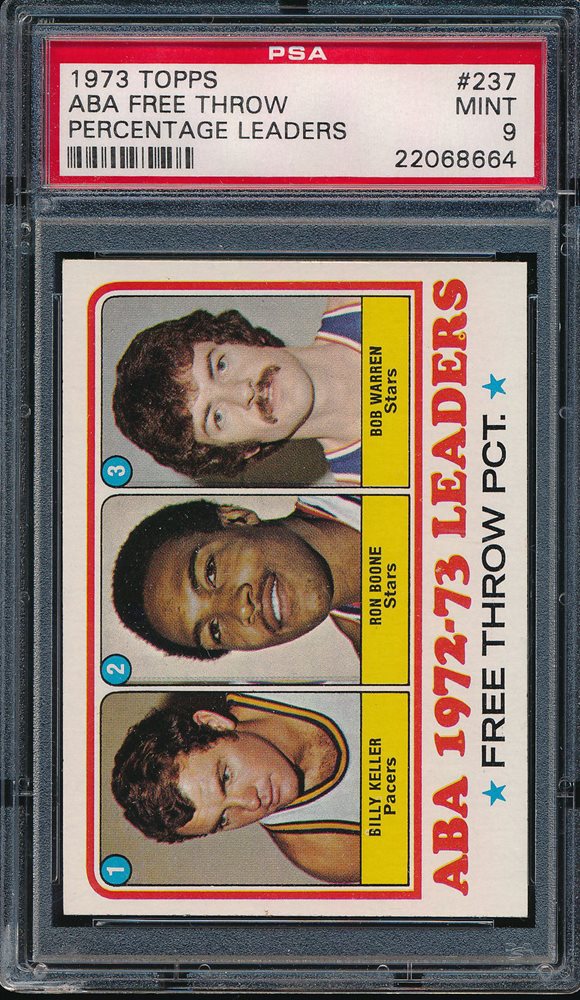 PSA
1973 TOPPS #237
ABA FREE THROW MINT
PERCENTAGE LEADERS 9
22068664
1
BILLY KELLER
Pacers
2
RON BOONE
Stars
3
BOB WARREN
Stars
ABA 1972-73 LEADERS
★ FREE THROW PCT. ★